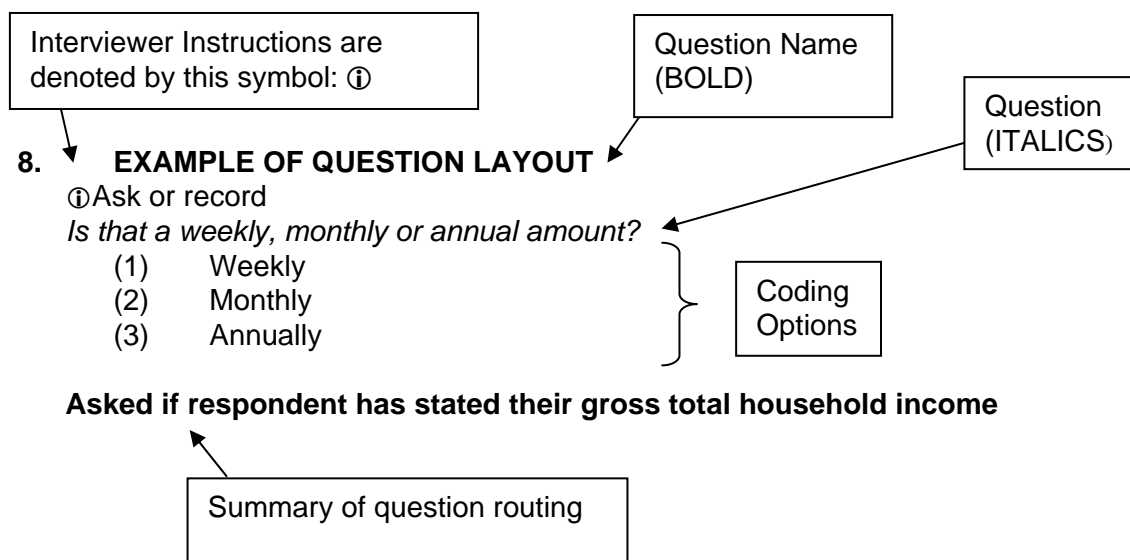 Interviewer Instructions are
denoted by this symbol: ⓘ
Question Name
(BOLD)
Question
(ITALICS)
8. EXAMPLE OF QUESTION LAYOUT
ⓘAsk or record
Is that a weekly, monthly or annual amount?
(1) Weekly
(2) Monthly
(3) Annually
Coding
Options
Asked if respondent has stated their gross total household income
Summary of question routing